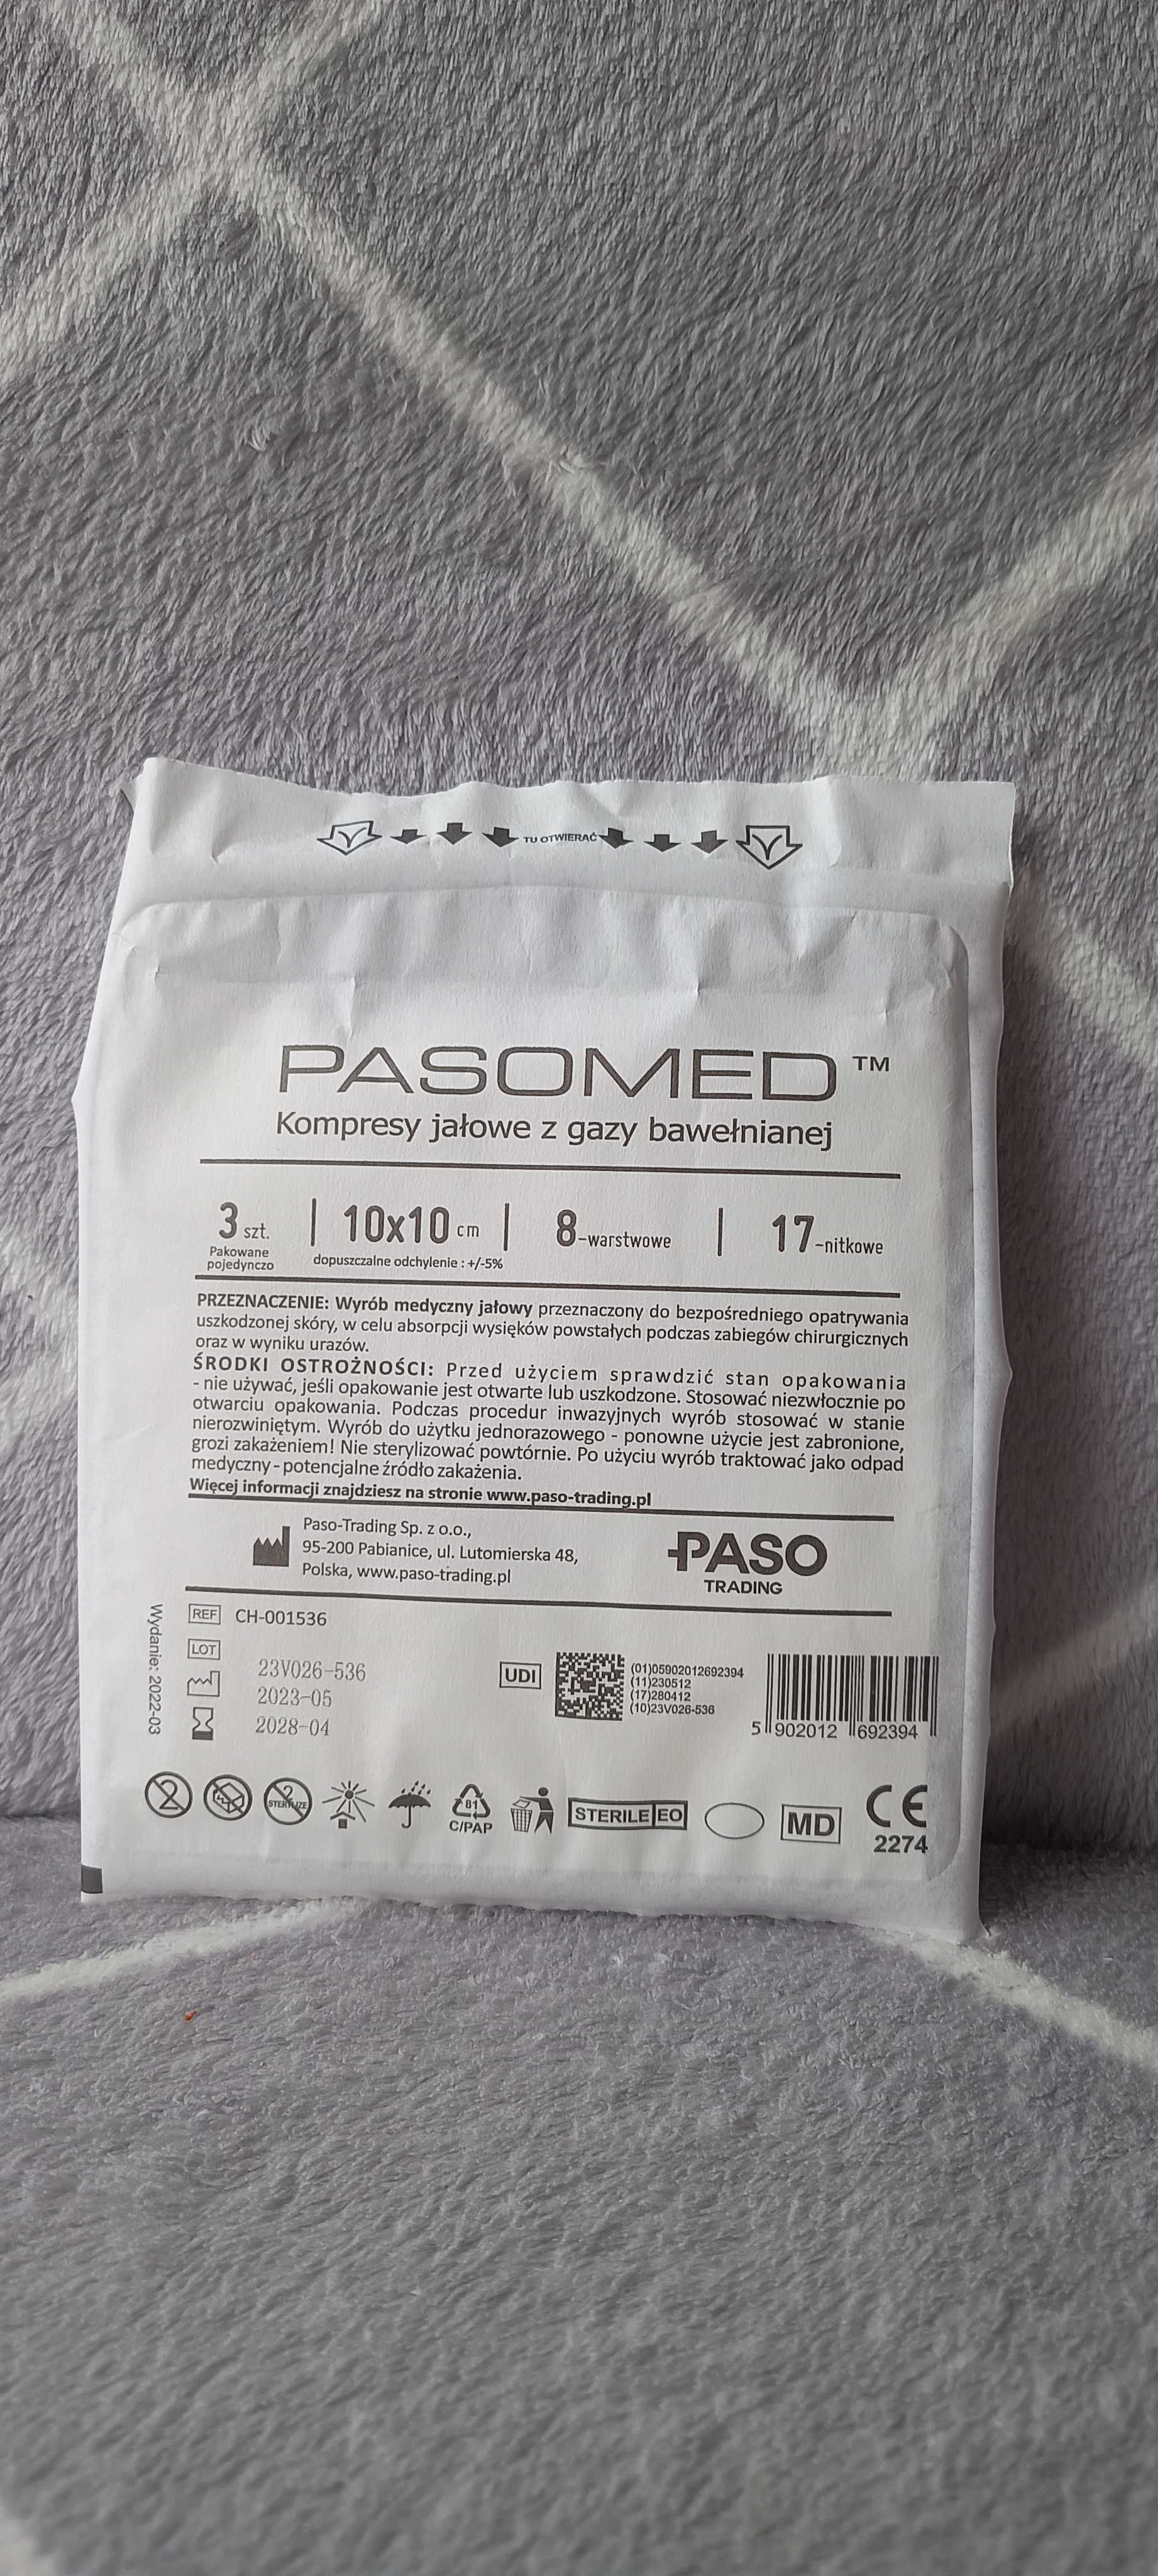 TU OTWIERAĆ
PASOMED™
Kompresy jałowe z gazy bawełnianej
3 szt. | 10x10 cm | 8-warstwowe | 17-nitkowe
Pakowane
pojedynczo
dopuszczalne odchylenie : +/-5%
PRZEZNACZENIE: Wyrób medyczny jałowy przeznaczony do bezpośredniego opatrywania
uszkodzonej skóry, w celu absorpcji wysięków powstałych podczas zabiegów chirurgicznych
oraz w wyniku urazów.
ŚRODKI OSTROŻNOŚCI: Przed użyciem sprawdzić stan opakowania
- nie używać, jeśli opakowanie jest otwarte lub uszkodzone. Stosować niezwłocznie po
otwarciu opakowania. Podczas procedur inwazyjnych wyrób stosować w stanie
nierozwiniętym. Wyrób do użytku jednorazowego - ponowne użycie jest zabronione,
grozi zakażeniem! Nie sterylizować powtórnie. Po użyciu wyrób traktować jako odpad
medyczny - potencjalne źródło zakażenia.
Więcej informacji znajdziesz na stronie www.paso-trading.pl
Paso-Trading Sp. z o.o.,
95-200 Pabianice, ul. Lutomierska 48,
Polska, www.paso-trading.pl
PASO
TRADING
Wydanie: 2022-03
REF CH-001536
LOT 23V026-536
2023-05
2028-04
UDI
(01)05902012692394
(11)230512
(17)280412
(10)23V026-536
5 902012 692394
2
2
STERILIZE
81
C/PAP
STERILE EO
MD
CE
2274